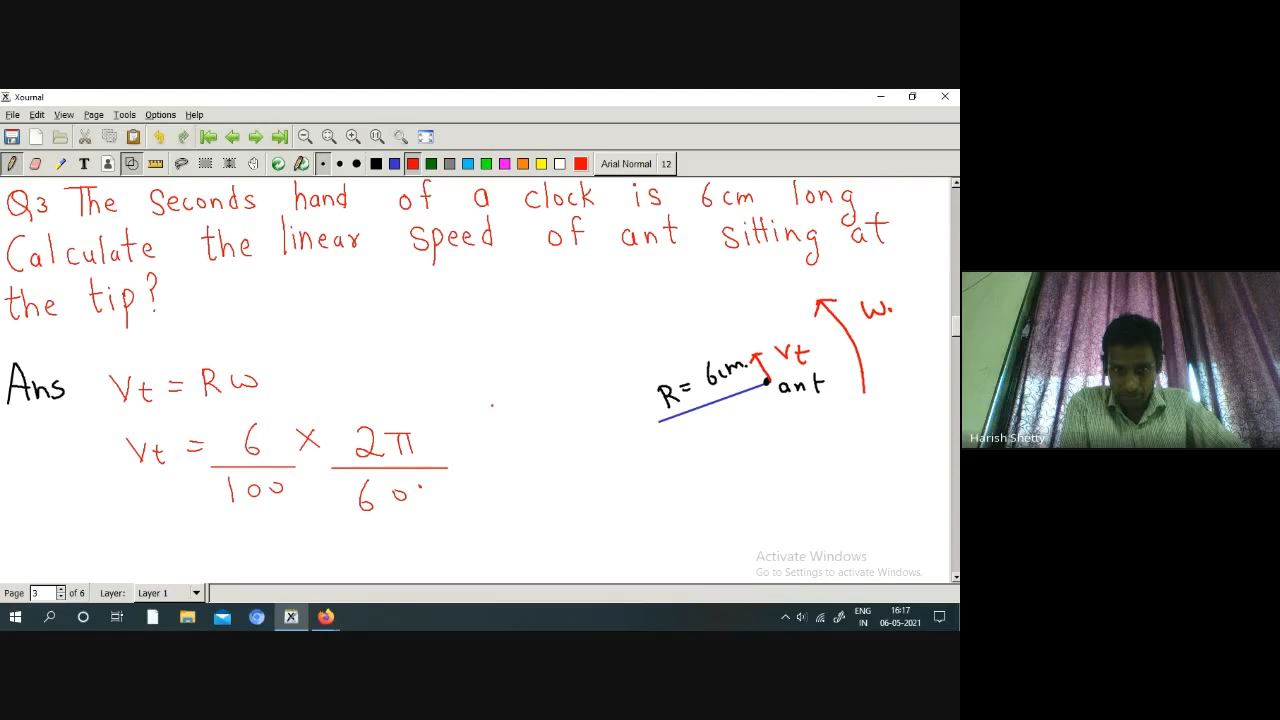 Xournal
File Edit View Page Tools Options Help
Arial Normal 12
Q3 The Seconds hand of a clock is 6cm long
Calculate the linear speed of ant sitting at
the tip?
Ans Vt = Rω
Vt = 6/100 × 2π/60
R = 6cm.
Vt
ant
ω.
Harish Shetty
Activate Windows
Go to Settings to activate Windows.
Page 3 of 6 Layer: Layer 1
ENG
IN
16:17
06-05-2021